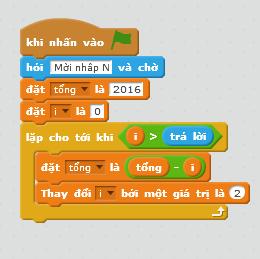 khi nhấn vào
hỏi Mời nhập N và chờ
đặt tổng là 2016
đặt i là 0
lặp cho tới khi i > trả lời
đặt tổng là tổng - i
Thay đổi i bởi một giá trị là 2